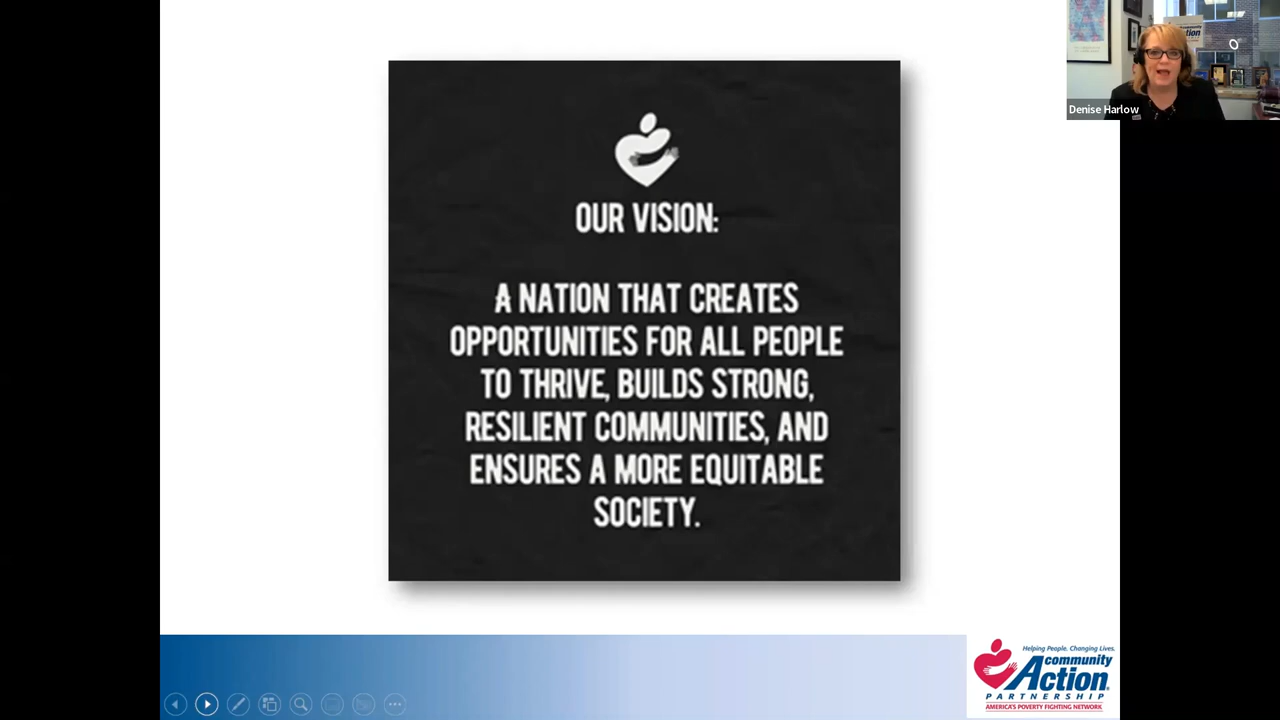 OUR VISION:
A NATION THAT CREATES
OPPORTUNITIES FOR ALL PEOPLE
TO THRIVE, BUILDS STRONG,
RESILIENT COMMUNITIES, AND
ENSURES A MORE EQUITABLE
SOCIETY.
Denise Harlow
Helping People. Changing Lives.
community
Action
PARTNERSHIP
AMERICA'S POVERTY FIGHTING NETWORK